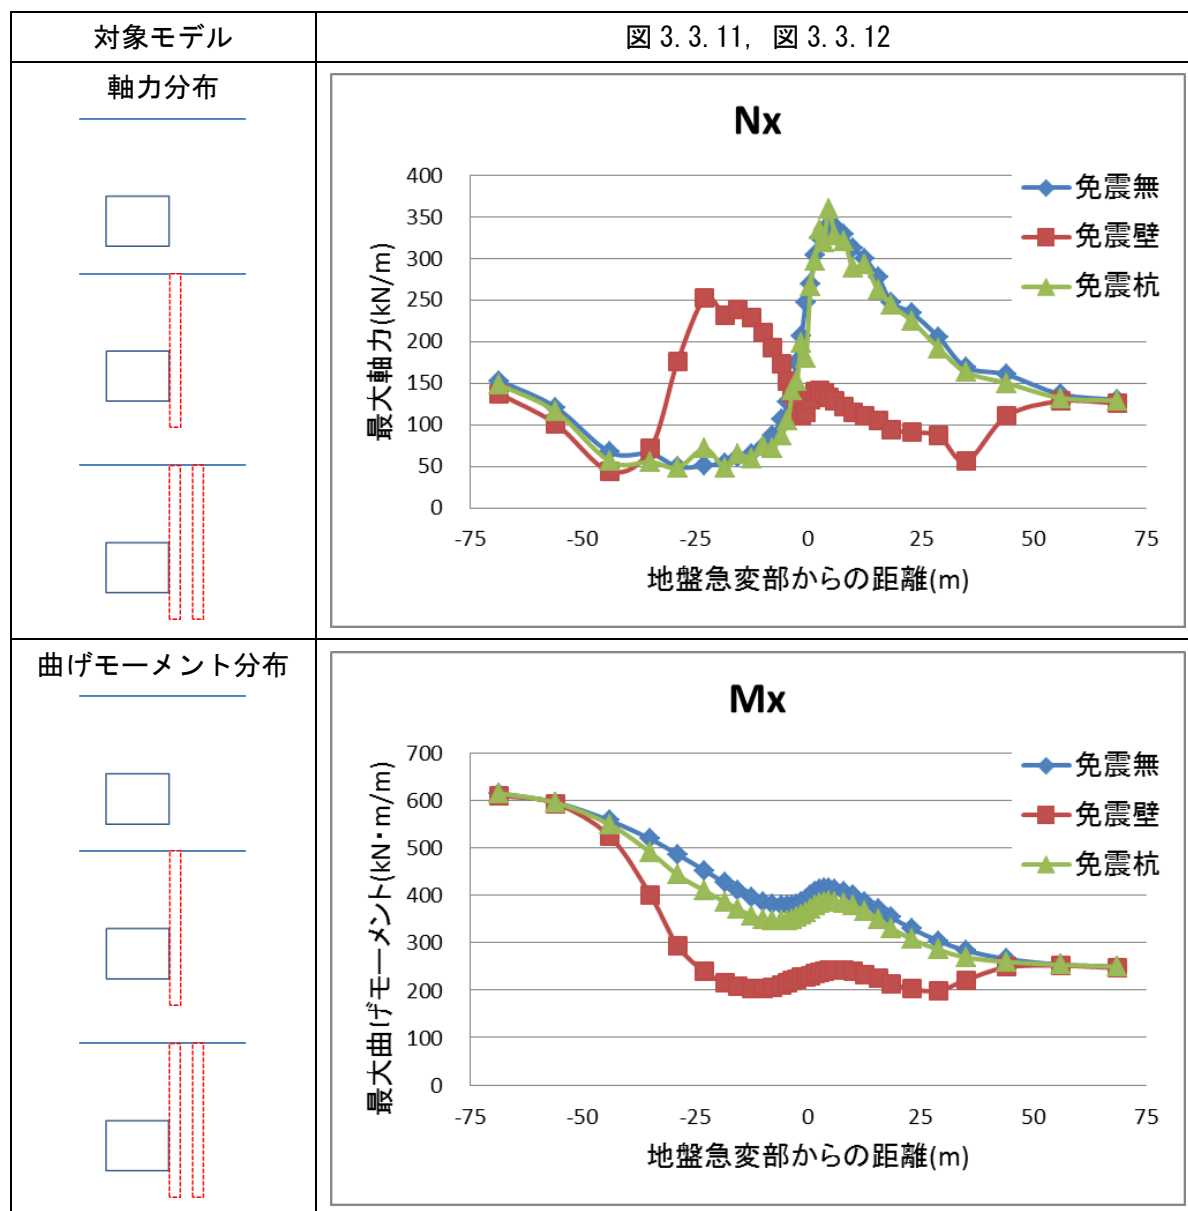 対象モデル
図 3.3.11, 図 3.3.12
軸力分布
Nx
400
350
300
250
200
150
100
50
0
最大軸力(kN/m)
免震無
免震壁
免震杭
-75
-50
-25
0
25
50
75
地盤急変部からの距離(m)
曲げモーメント分布
Mx
700
600
500
400
300
200
100
0
最大曲げモーメント(kN・m/m)
免震無
免震壁
免震杭
-75
-50
-25
0
25
50
75
地盤急変部からの距離(m)